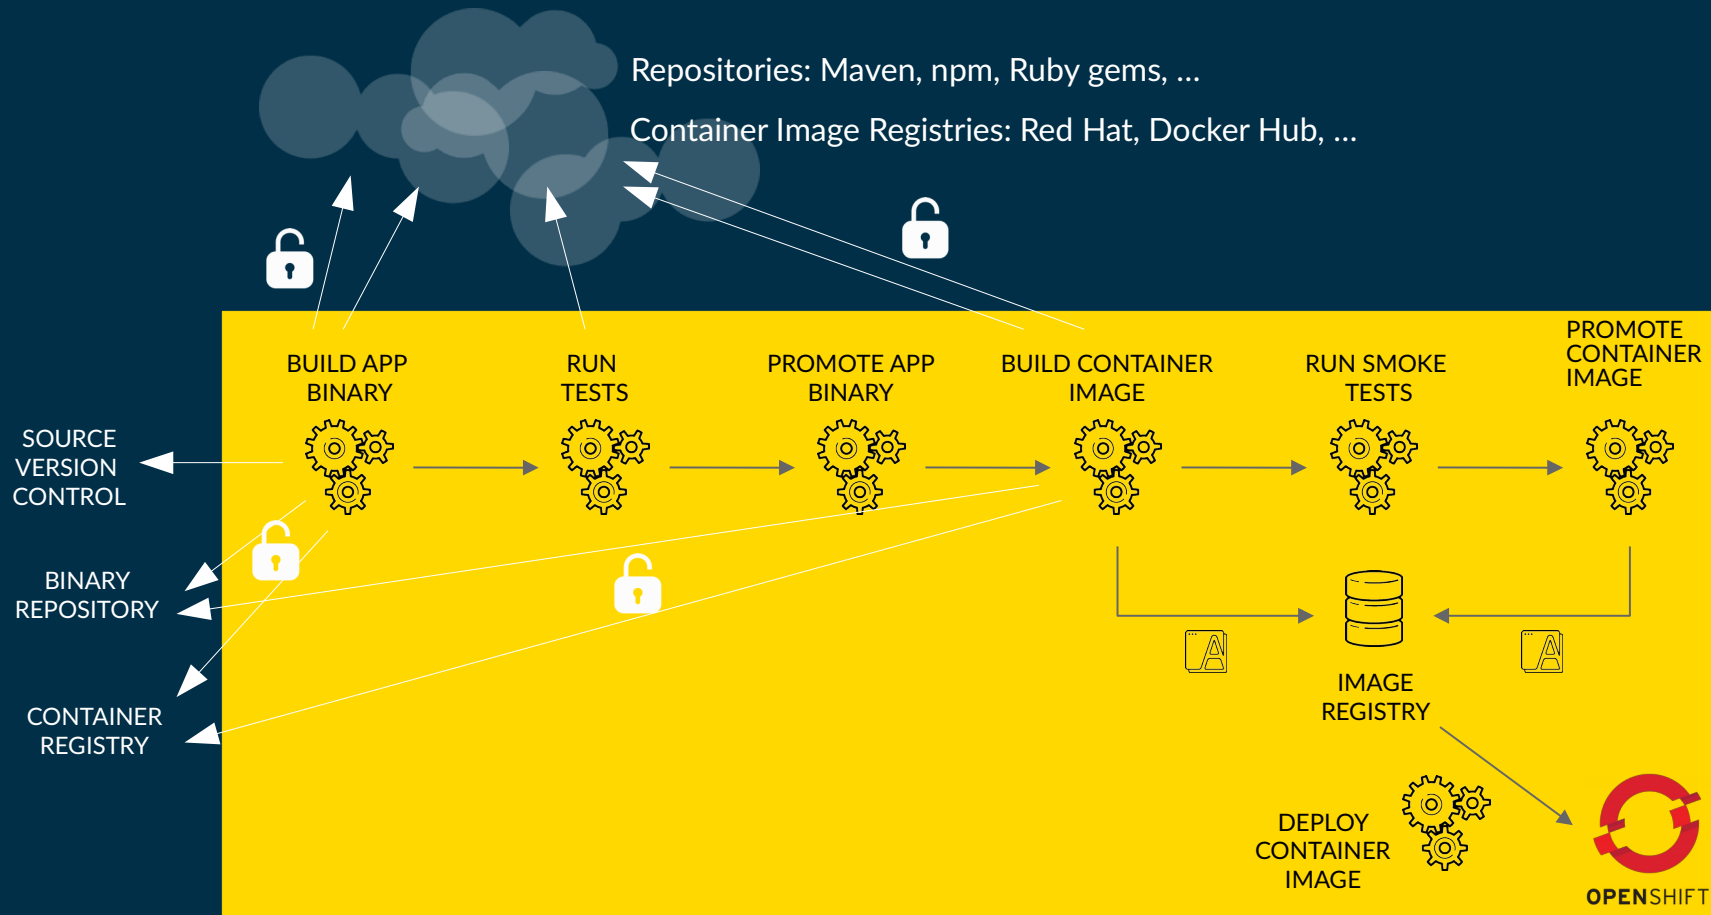 Repositories: Maven, npm, Ruby gems, ...
Container Image Registries: Red Hat, Docker Hub, ...
BUILD APP
BINARY
RUN
TESTS
PROMOTE APP
BINARY
BUILD CONTAINER
IMAGE
RUN SMOKE
TESTS
PROMOTE
CONTAINER
IMAGE
SOURCE
VERSION
CONTROL
BINARY
REPOSITORY
CONTAINER
REGISTRY
A
A
IMAGE
REGISTRY
DEPLOY
CONTAINER
IMAGE
OPENSHIFT